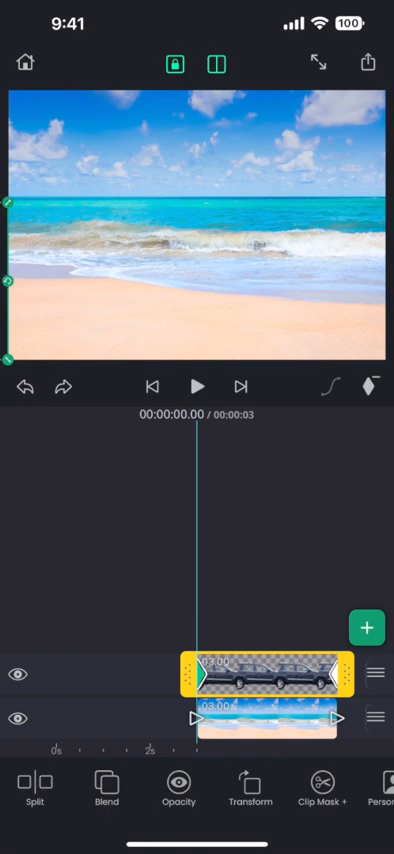 9:41
100
00:00:00.00 / 00:00:03
03.00
03.00
0s
2s
Split
Blend
Opacity
Transform
Clip Mask +
Person